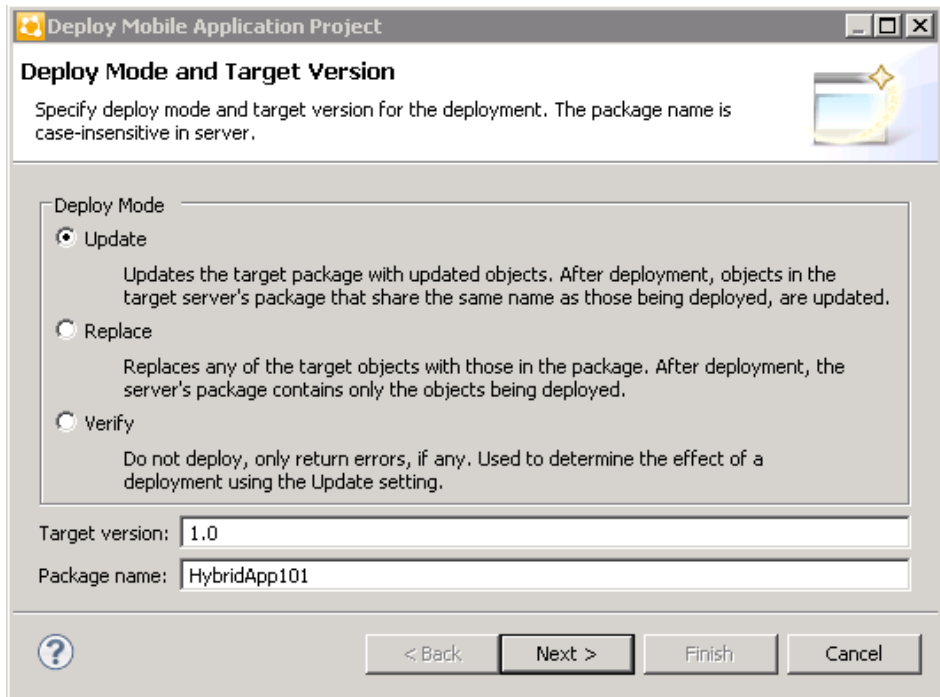 Deploy Mobile Application Project
Deploy Mode and Target Version
Specify deploy mode and target version for the deployment. The package name is
case-insensitive in server.
Deploy Mode
Update
Updates the target package with updated objects. After deployment, objects in the
target server's package that share the same name as those being deployed, are updated.
Replace
Replaces any of the target objects with those in the package. After deployment, the
server's package contains only the objects being deployed.
Verify
Do not deploy, only return errors, if any. Used to determine the effect of a
deployment using the Update setting.
Target version: 1.0
Package name: HybridApp101
? < Back Next > Finish Cancel